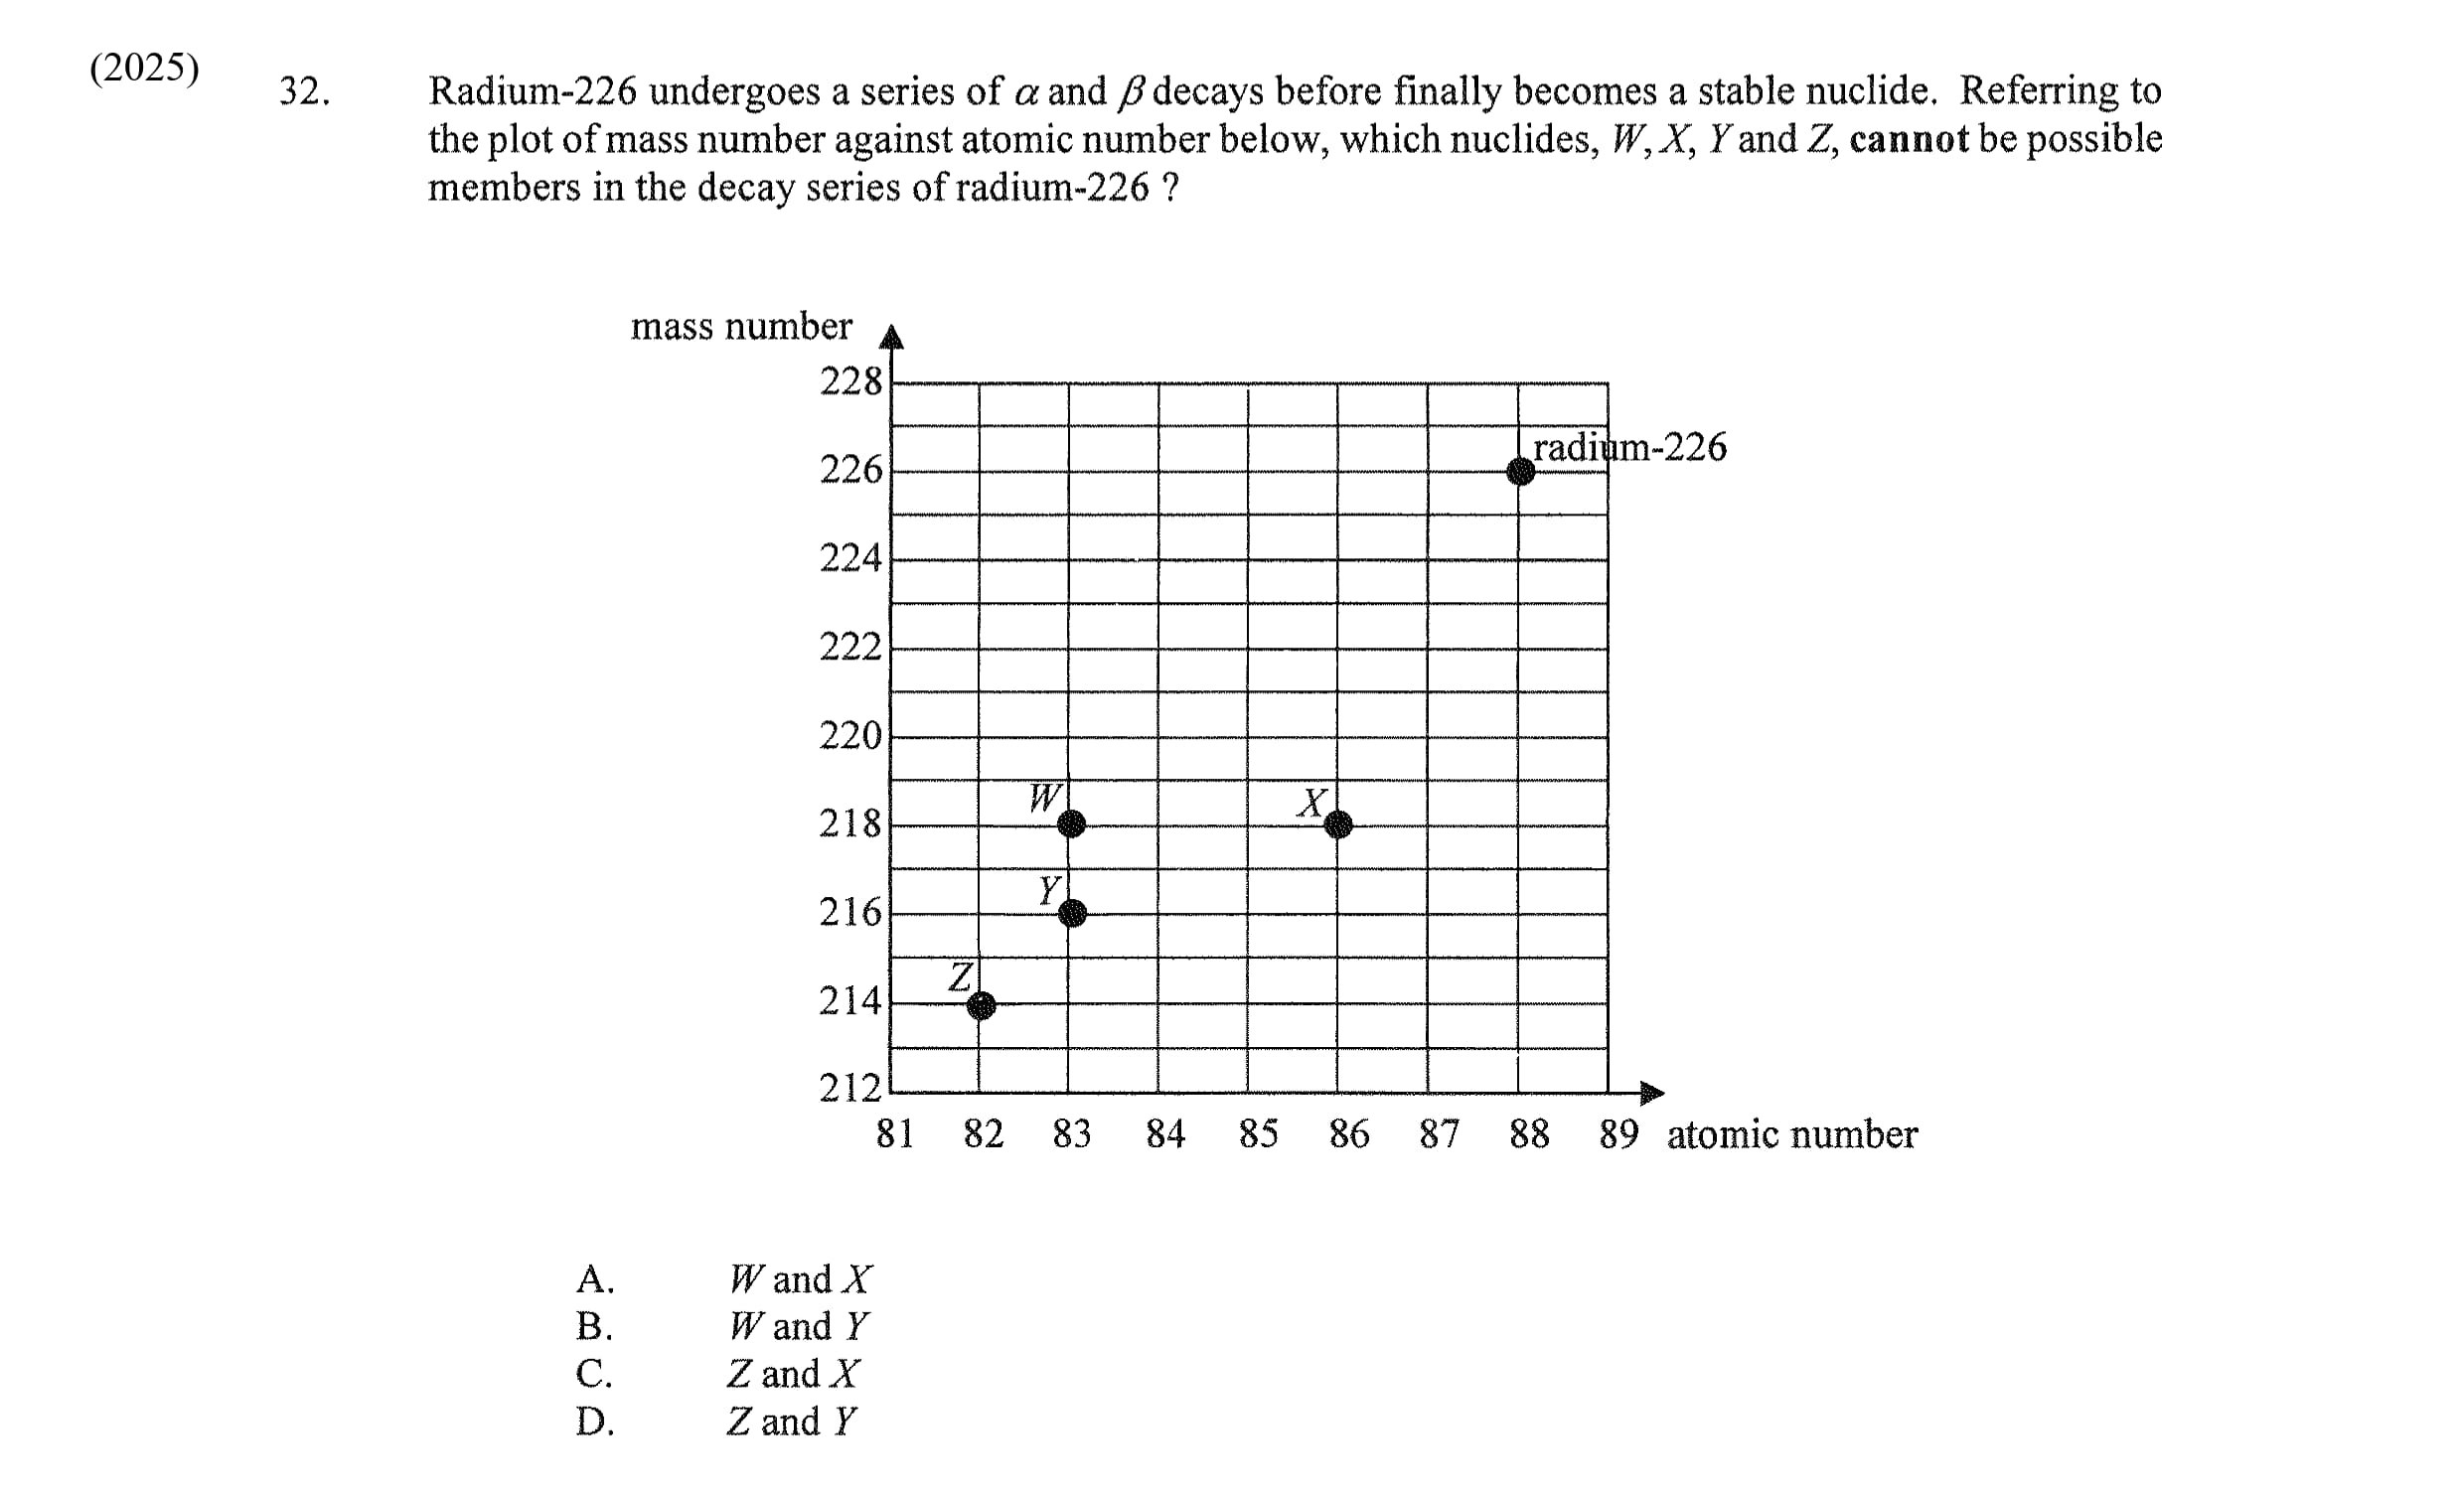 (2025)
32. Radium-226 undergoes a series of α and β decays before finally becomes a stable nuclide. Referring to
the plot of mass number against atomic number below, which nuclides, W, X, Y and Z, cannot be possible
members in the decay series of radium-226 ?
mass number
228
radium-226
226
224
222
220
W
X
218
Y
216
Z
214
212
81 82 83 84 85 86 87 88 89 atomic number
A. W and X
B. W and Y
C. Z and X
D. Z and Y